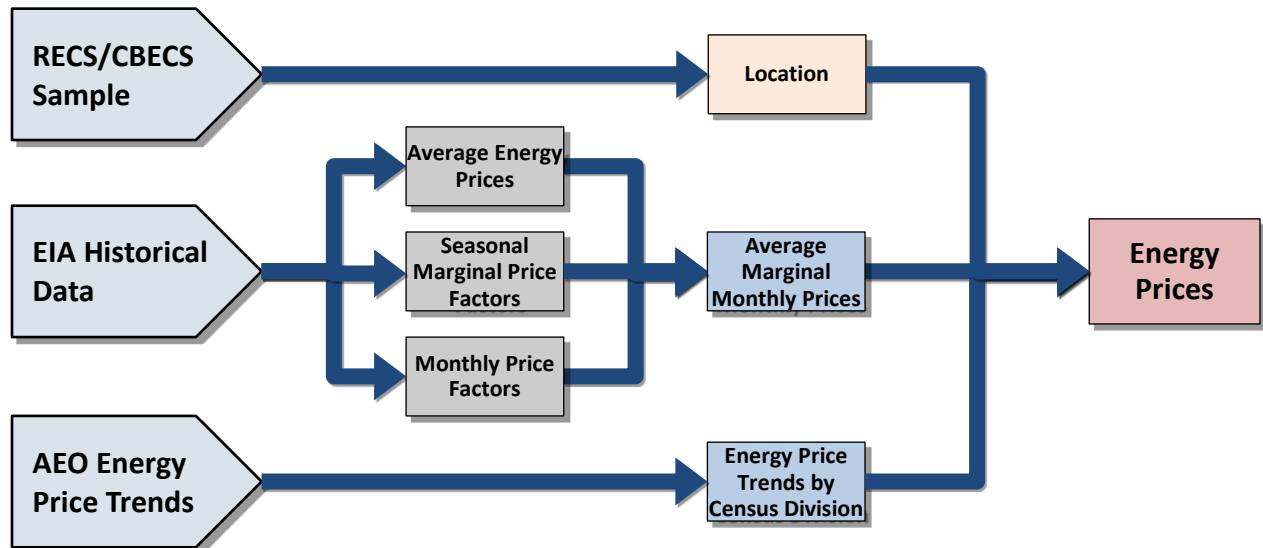 RECS/CBECS
Sample
Location
Average Energy
Prices
EIA Historical
Data
Seasonal
Marginal Price
Factors
Average
Marginal
Monthly Prices
Energy
Prices
Monthly Price
Factors
AEO Energy
Price Trends
Energy Price
Trends by
Census Division